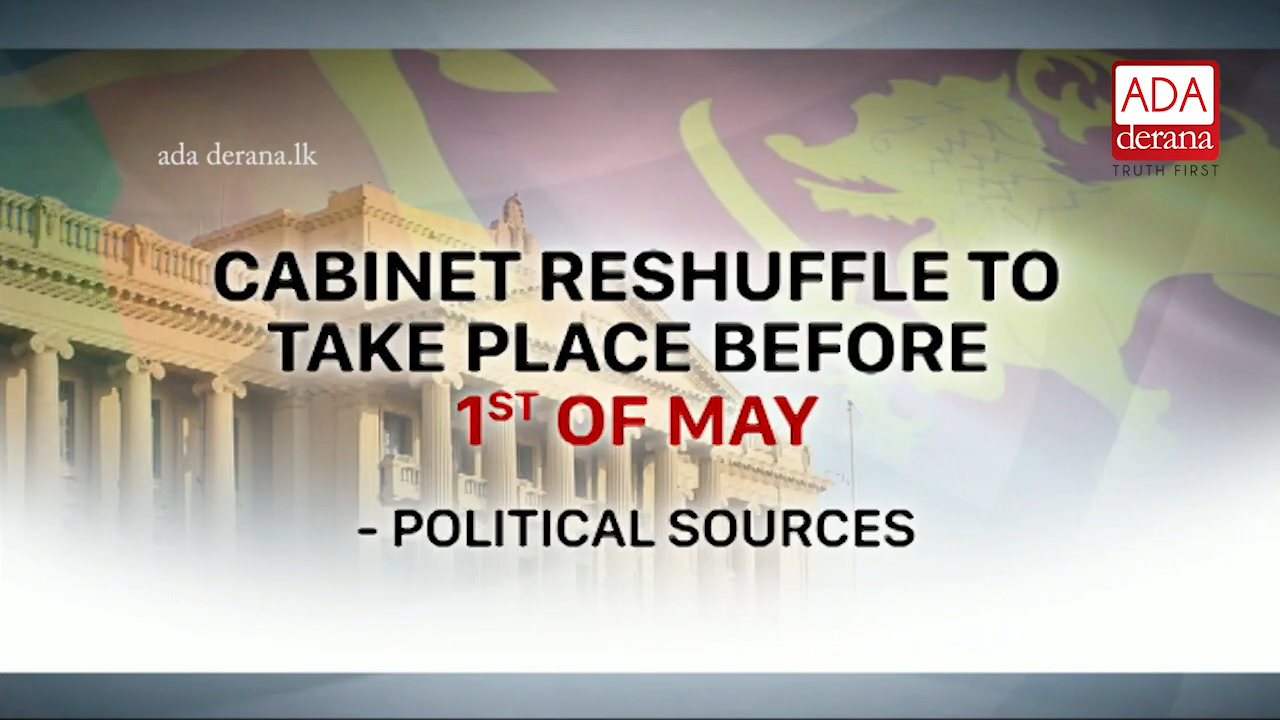 ADA
derana
TRUTH FIRST
ada derana.lk
CABINET RESHUFFLE TO
TAKE PLACE BEFORE
1ST OF MAY
- POLITICAL SOURCES